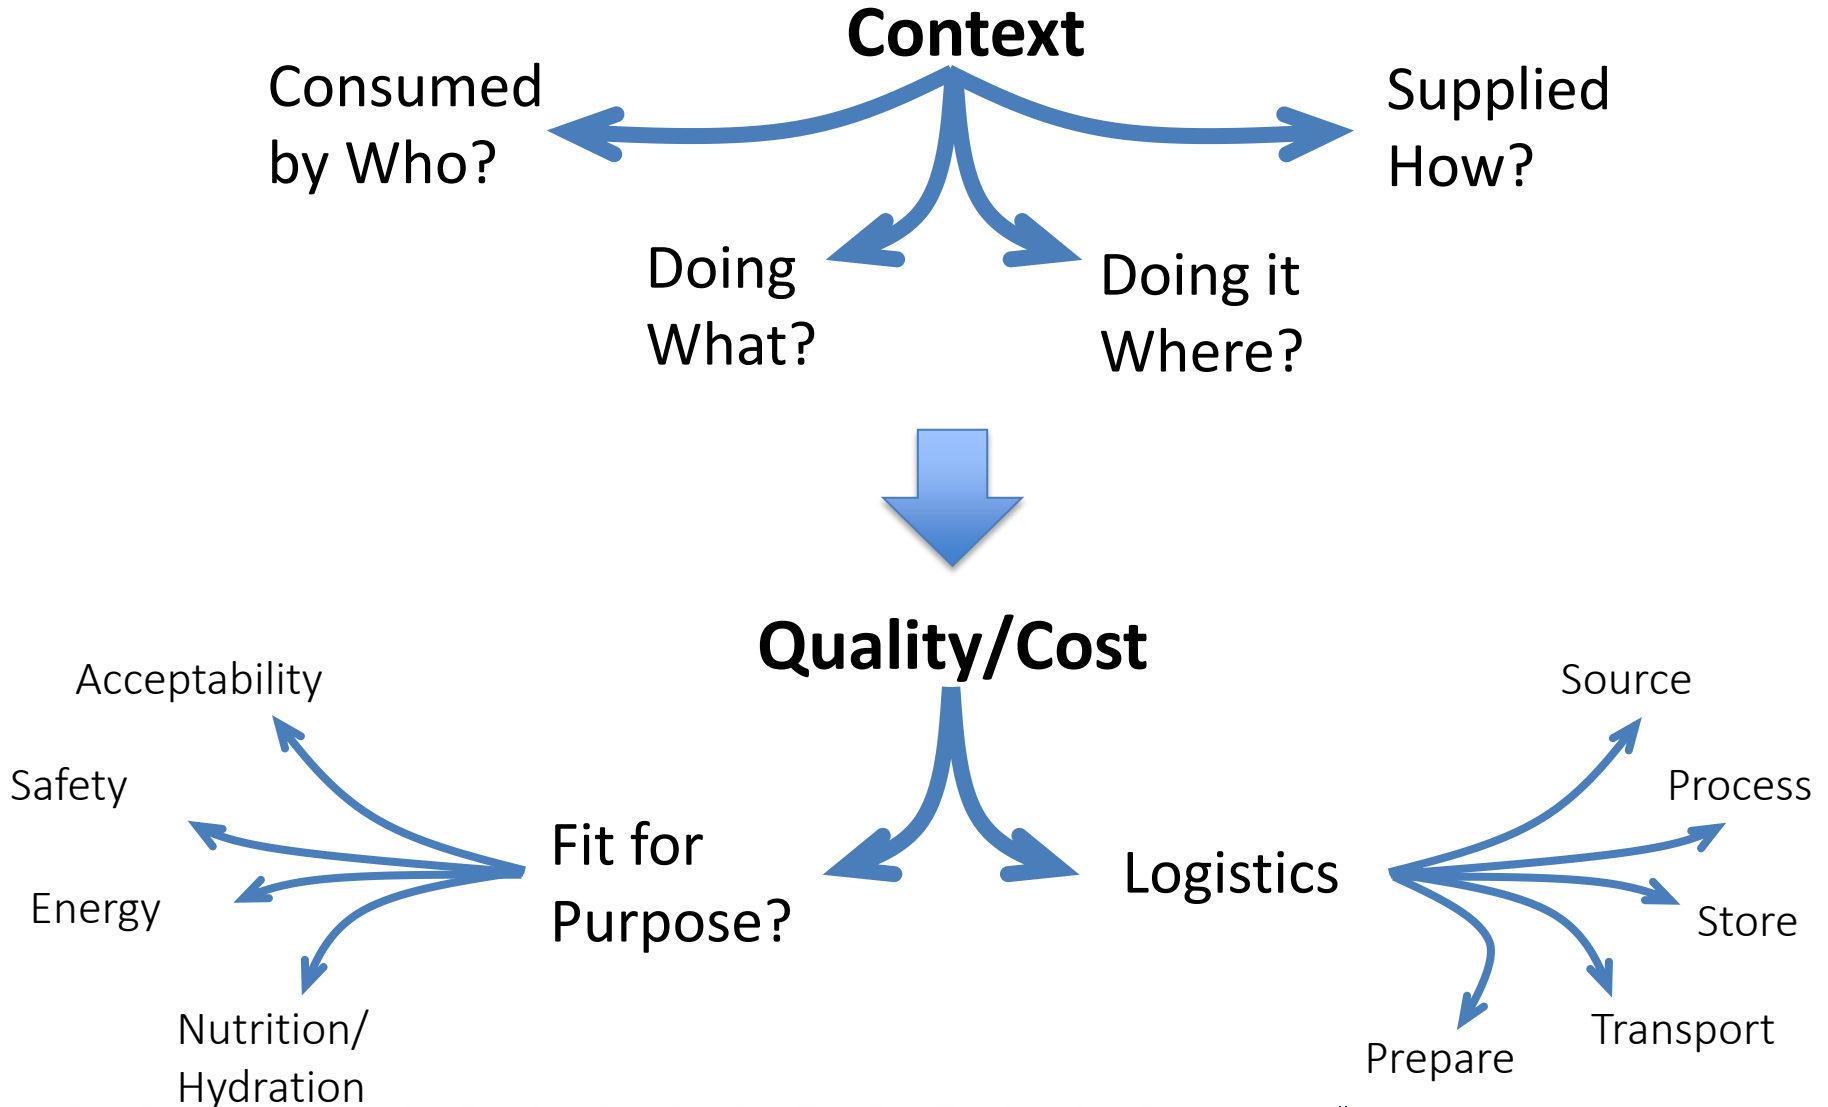 Context
Consumed
by Who?
Supplied
How?
Doing
What?
Doing it
Where?
Quality/Cost
Acceptability
Safety
Energy
Nutrition/
Hydration
Fit for
Purpose?
Logistics
Source
Process
Store
Transport
Prepare